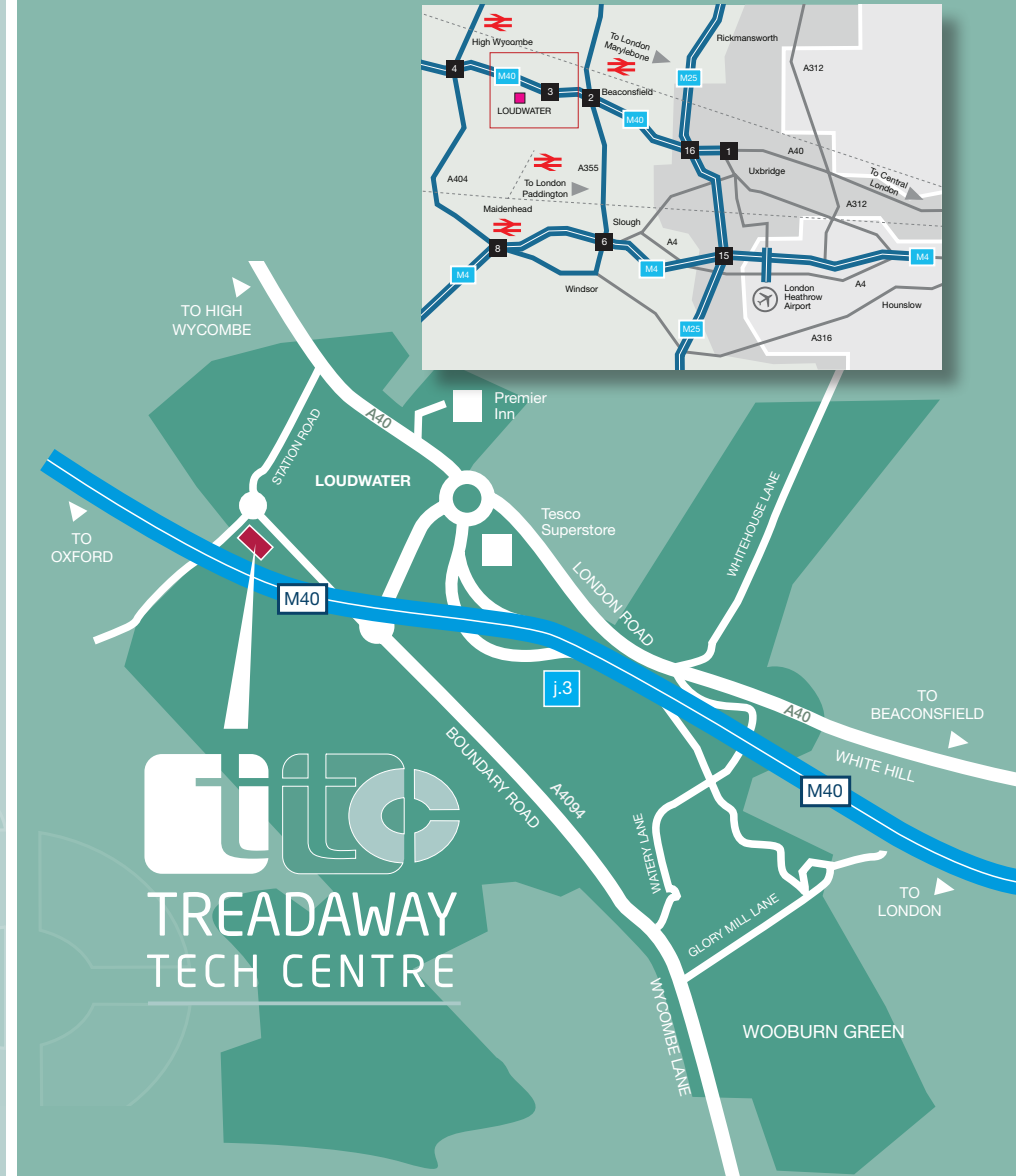 High Wycombe
To London
Marylebone
Rickmansworth
A312
4
M40
3
2
Beaconsfield
M25
LOUDWATER
M40
16
1
A40
Uxbridge
To Central
London
A404
To London
Paddington
A355
A312
Maidenhead
Slough
8
6
A4
15
M4
M4
M4
Windsor
London
Heathrow
Airport
A4
Hounslow
M25
A316
TO HIGH
WYCOMBE
Premier
Inn
A40
STATION ROAD
LOUDWATER
Tesco
Superstore
WHITEHOUSE LANE
TO
OXFORD
M40
LONDON ROAD
j.3
TO
BEACONSFIELD
A40
WHITE HILL
BOUNDARY ROAD
A4094
M40
WATERY LANE
TO
LONDON
ttc
TREADAWAY
TECH CENTRE
GLORY MILL LANE
WYCOMBE LANE
WOOBURN GREEN